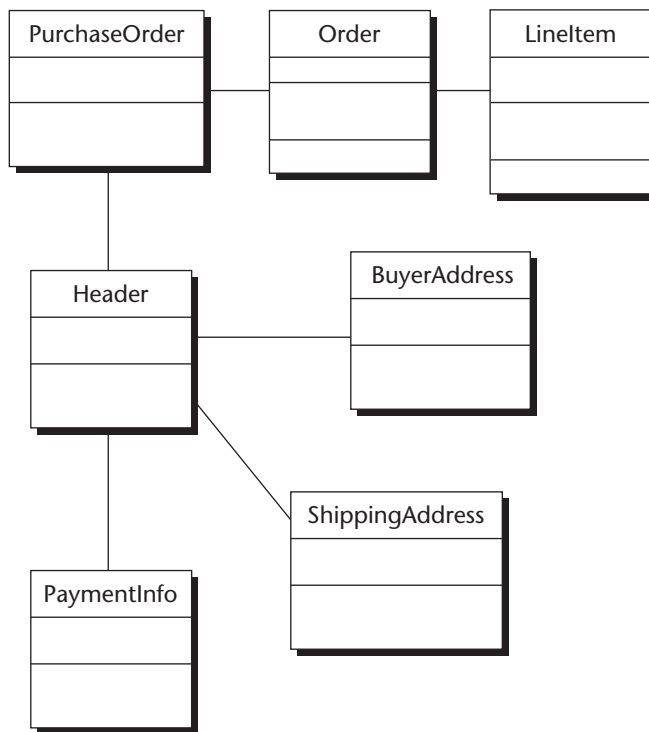 PurchaseOrder
Order
LineItem
Header
BuyerAddress
ShippingAddress
PaymentInfo